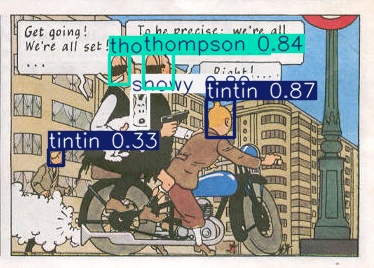 Get going!
We're all set!
...
To be precise: we're all
Right!....
tho
thompson 0.84
snowy
tintin 0.87
tintin 0.33